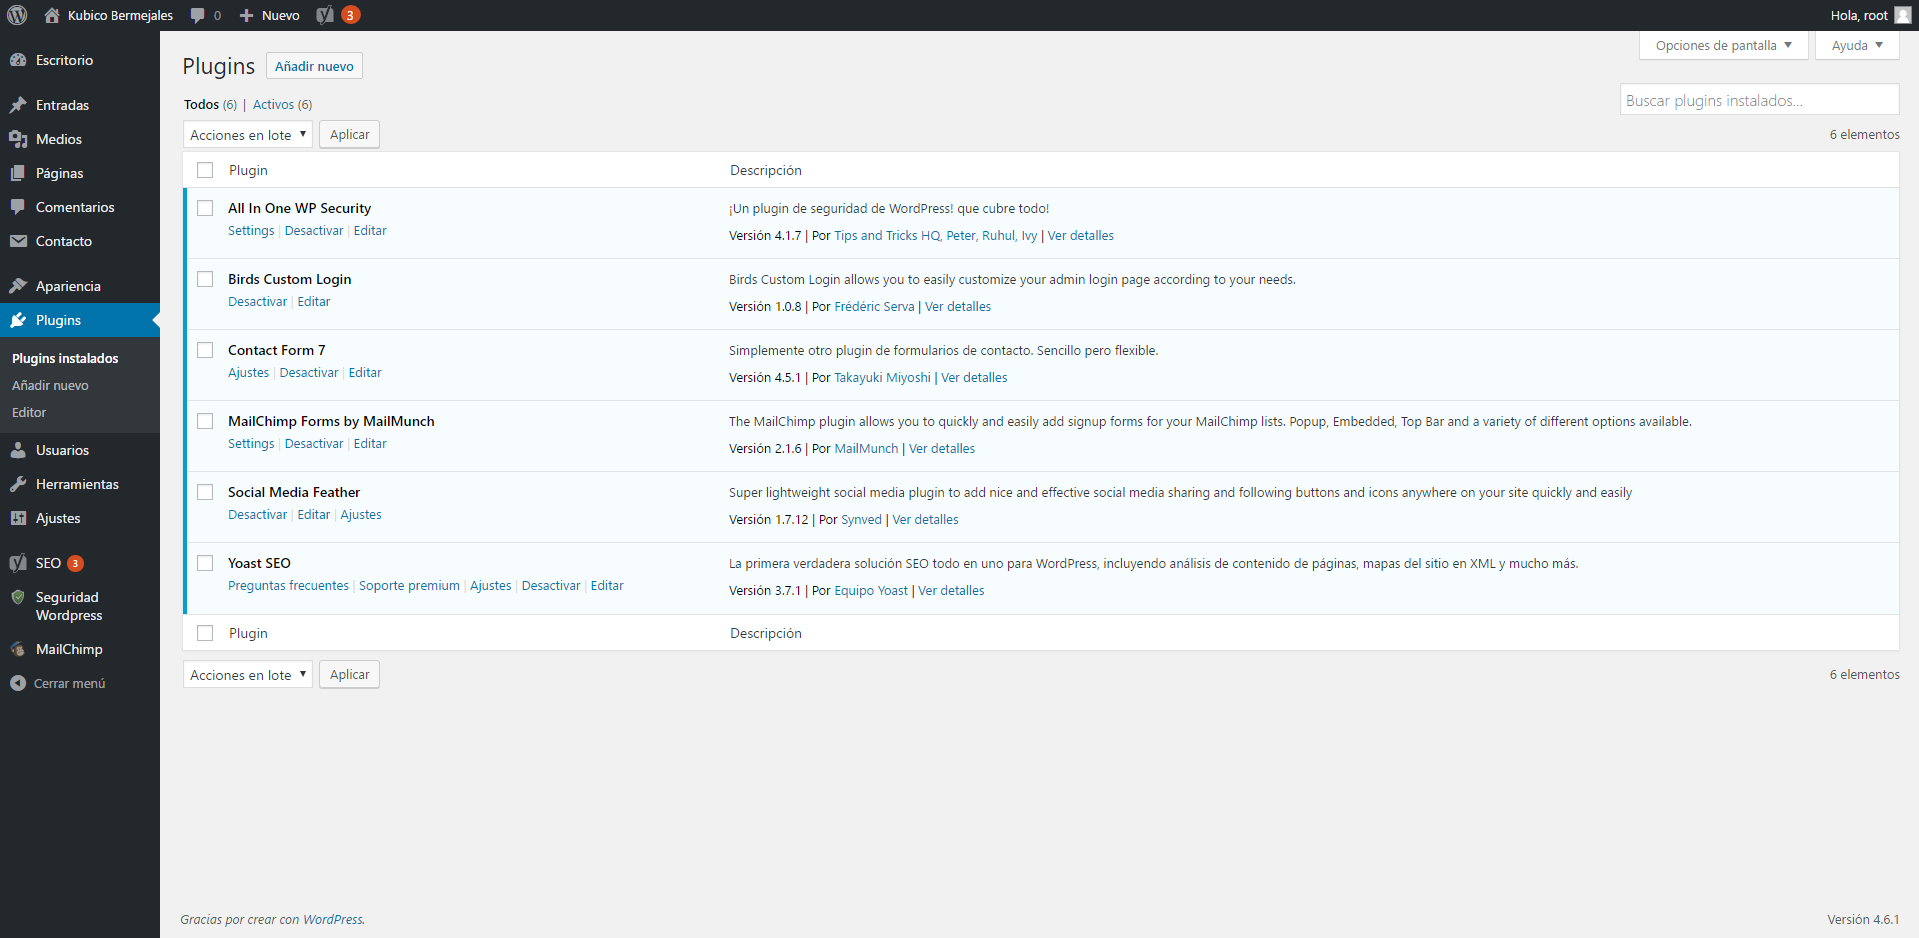 Kubico Bermejales 0 Nuevo 3 Hola, root
Escritorio
Entradas
Medios
Páginas
Comentarios
Contacto
Apariencia
Plugins
Plugins instalados
Añadir nuevo
Editor
Usuarios
Herramientas
Ajustes
SEO 3
Seguridad
Wordpress
MailChimp
Cerrar menú
Opciones de pantalla Ayuda
Plugins Añadir nuevo
Todos (6) | Activos (6)
Buscar plugins instalados...
Acciones en lote Aplicar 6 elementos
Plugin Descripción
All In One WP Security ¡Un plugin de seguridad de WordPress! que cubre todo!
Settings | Desactivar | Editar Versión 4.1.7 | Por Tips and Tricks HQ, Peter, Ruhul, Ivy | Ver detalles
Birds Custom Login Birds Custom Login allows you to easily customize your admin login page according to your needs.
Desactivar | Editar Versión 1.0.8 | Por Frédéric Serva | Ver detalles
Contact Form 7 Simplemente otro plugin de formularios de contacto. Sencillo pero flexible.
Ajustes | Desactivar | Editar Versión 4.5.1 | Por Takayuki Miyoshi | Ver detalles
MailChimp Forms by MailMunch The MailChimp plugin allows you to quickly and easily add signup forms for your MailChimp lists. Popup, Embedded, Top Bar and a variety of different options available.
Settings | Desactivar | Editar Versión 2.1.6 | Por MailMunch | Ver detalles
Social Media Feather Super lightweight social media plugin to add nice and effective social media sharing and following buttons and icons anywhere on your site quickly and easily
Desactivar | Editar | Ajustes Versión 1.7.12 | Por Synved | Ver detalles
Yoast SEO La primera verdadera solución SEO todo en uno para WordPress, incluyendo análisis de contenido de páginas, mapas del sitio en XML y mucho más.
Preguntas frecuentes | Soporte premium | Ajustes | Desactivar | Editar Versión 3.7.1 | Por Equipo Yoast | Ver detalles
Plugin Descripción
Acciones en lote Aplicar 6 elementos
Gracias por crear con WordPress. Versión 4.6.1